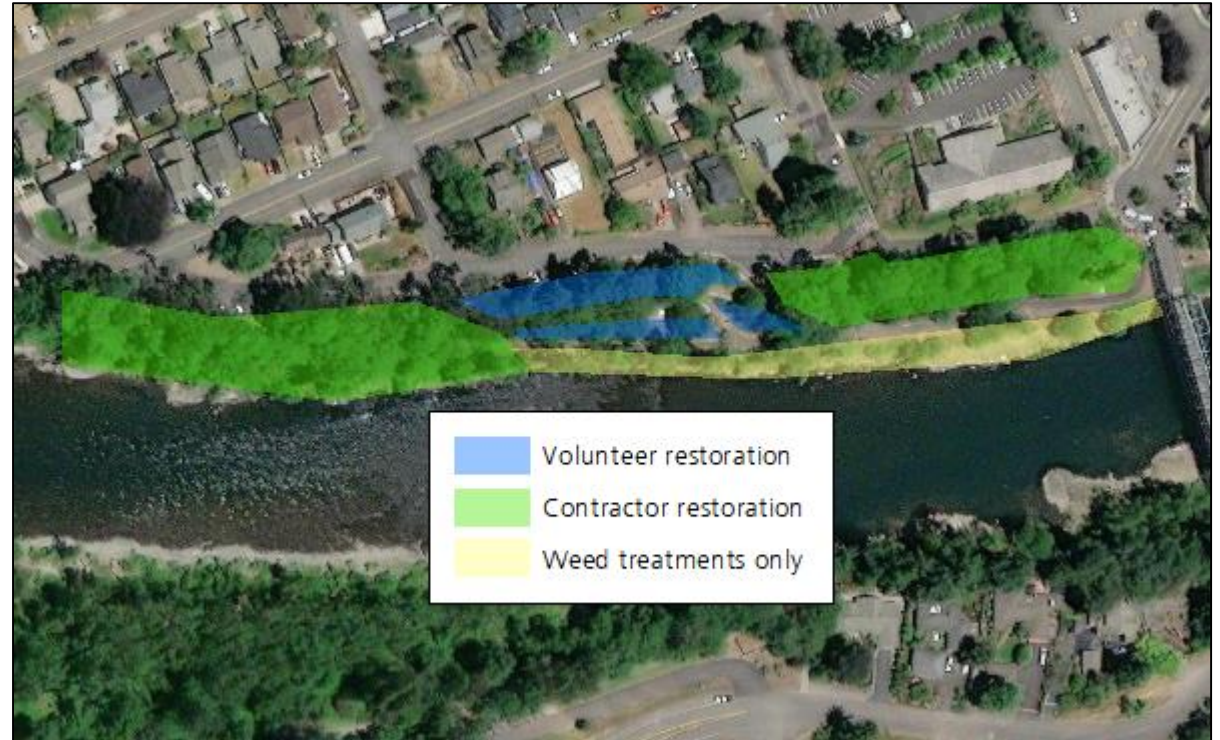 Volunteer restoration
Contractor restoration
Weed treatments only